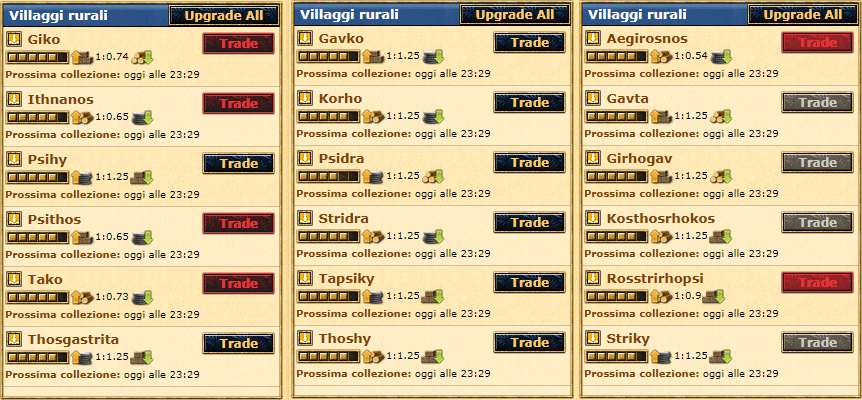 Villaggi rurali Upgrade All
Giko Trade
1:0.74
Prossima collezione: oggi alle 23:29
Ithnanos Trade
1:0.65
Prossima collezione: oggi alle 23:29
Psihy Trade
1:1.25
Prossima collezione: oggi alle 23:29
Psithos Trade
1:0.65
Prossima collezione: oggi alle 23:29
Tako Trade
1:0.73
Prossima collezione: oggi alle 23:29
Thosgastrita Trade
1:1.25
Prossima collezione: oggi alle 23:29
Villaggi rurali Upgrade All
Gavko Trade
1:1.25
Prossima collezione: oggi alle 23:29
Korho Trade
1:1.25
Prossima collezione: oggi alle 23:29
Psidra Trade
1:1.25
Prossima collezione: oggi alle 23:29
Stridra Trade
1:1.25
Prossima collezione: oggi alle 23:29
Tapsiky Trade
1:1.25
Prossima collezione: oggi alle 23:29
Thoshy Trade
1:1.25
Prossima collezione: oggi alle 23:29
Villaggi rurali Upgrade All
Aegirosnos Trade
1:0.54
Prossima collezione: oggi alle 23:29
Gavta Trade
1:1.25
Prossima collezione: oggi alle 23:29
Girhogav Trade
1:1.25
Prossima collezione: oggi alle 23:29
Kosthosrhokos Trade
1:1.25
Prossima collezione: oggi alle 23:29
Rosstrirhopsi Trade
1:0.9
Prossima collezione: oggi alle 23:29
Striky Trade
1:1.25
Prossima collezione: oggi alle 23:29